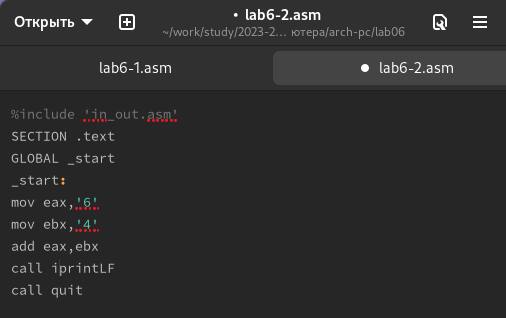 Открыть
lab6-2.asm
~/work/study/2023-2… ютера/arch-pc/lab06
lab6-1.asm
lab6-2.asm
%include 'in_out.asm'
SECTION .text
GLOBAL _start
_start:
mov eax,'6'
mov ebx,'4'
add eax,ebx
call iprintLF
call quit